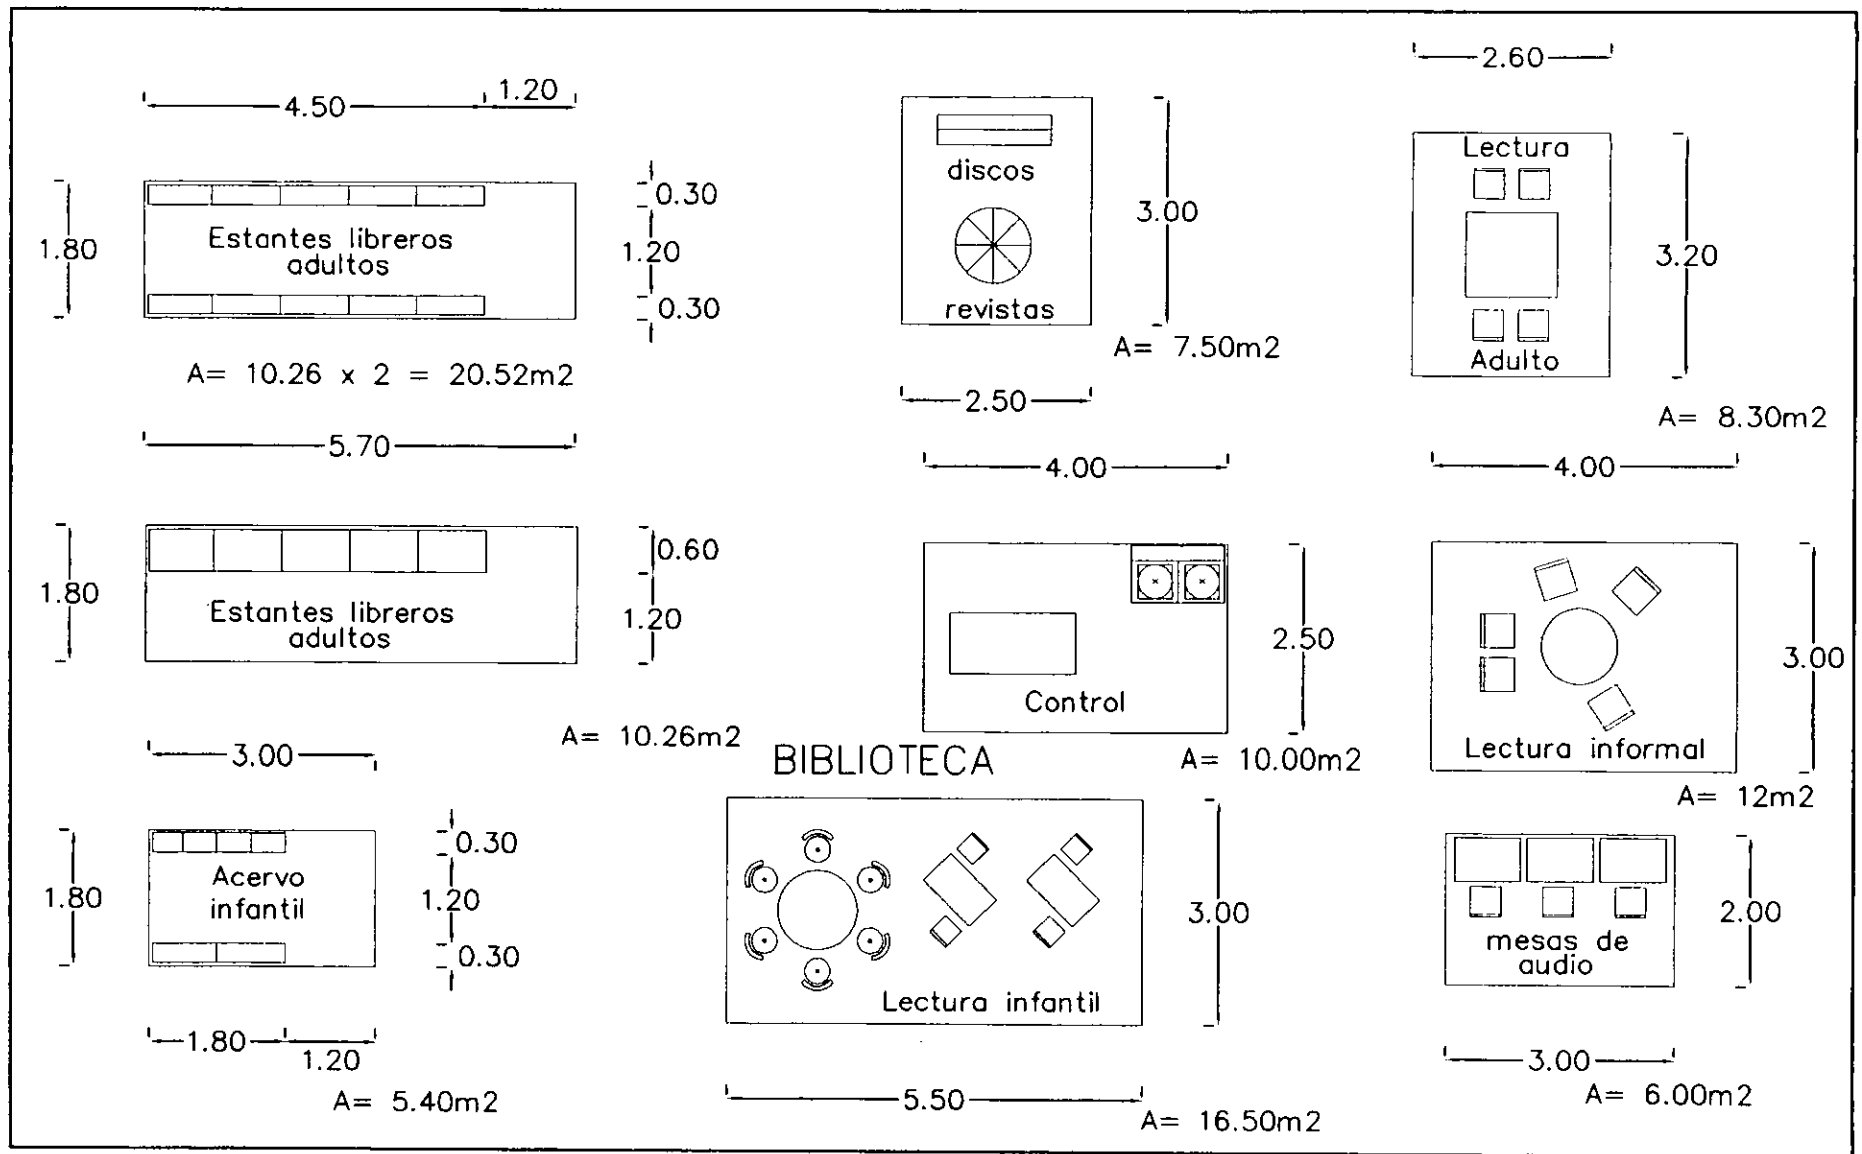 4.50
1.20
1.80
Estantes libreros
adultos
0.30
1.20
0.30
A= 10.26 x 2 = 20.52m2
5.70
1.80
Estantes libreros
adultos
0.60
1.20
A= 10.26m2
3.00
1.80
Acervo
infantil
0.30
1.20
0.30
1.80
1.20
A= 5.40m2
discos
revistas
3.00
A= 7.50m2
2.50
4.00
Control
2.50
A= 10.00m2
BIBLIOTECA
Lectura infantil
3.00
5.50
A= 16.50m2
2.60
Lectura
Adulto
3.20
A= 8.30m2
4.00
Lectura informal
3.00
A= 12m2
mesas de
audio
2.00
3.00
A= 6.00m2